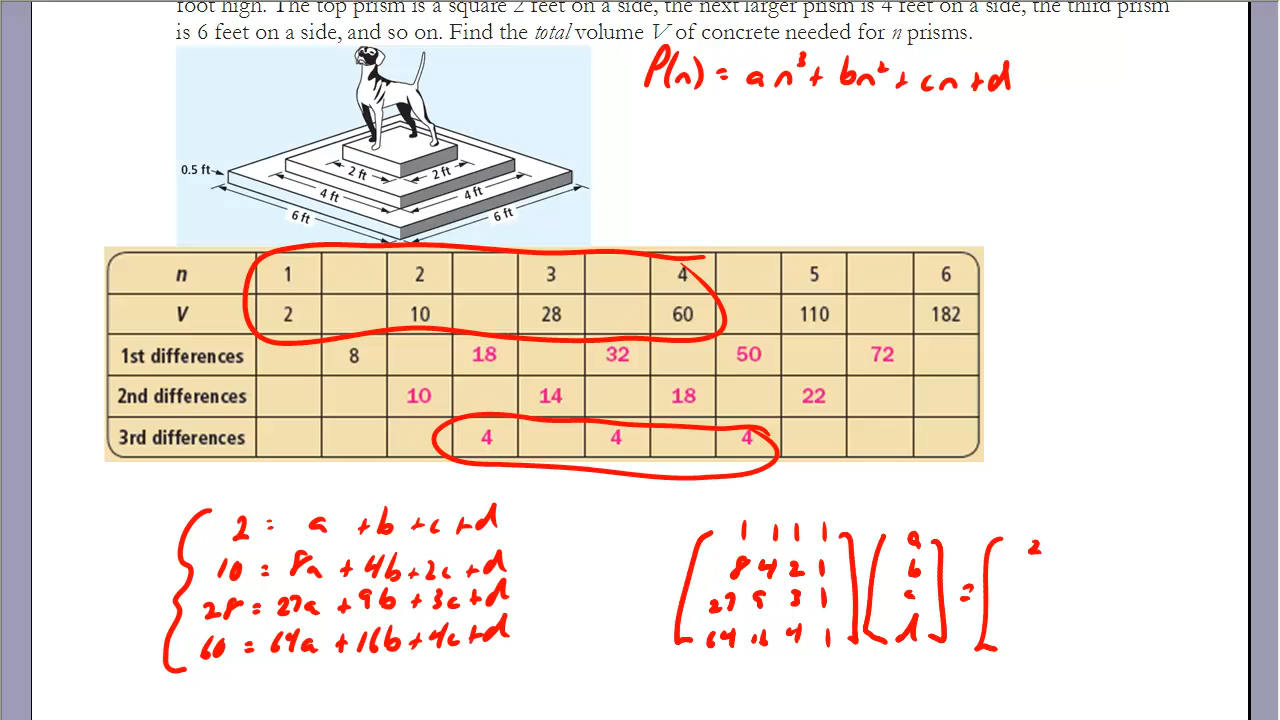 foot high. The top prism is a square 2 feet on a side, the next larger prism is 4 feet on a side, the third prism
is 6 feet on a side, and so on. Find the total volume V of concrete needed for n prisms.
P(n) = an³ + bn² + cn + d
0.5 ft
2 ft 2 ft
4 ft 4 ft
6 ft 6 ft
n 1 2 3 4 5 6
V 2 10 28 60 110 182
1st differences 8 18 32 50 72
2nd differences 10 14 18 22
3rd differences 4 4 4
2 = a + b + c + d
10 = 8a + 4b + 2c + d
28 = 27a + 9b + 3c + d
60 = 64a + 16b + 4c + d
1 1 1 1 a 2
8 4 2 1 b
27 9 3 1 c =
64 16 4 1 d